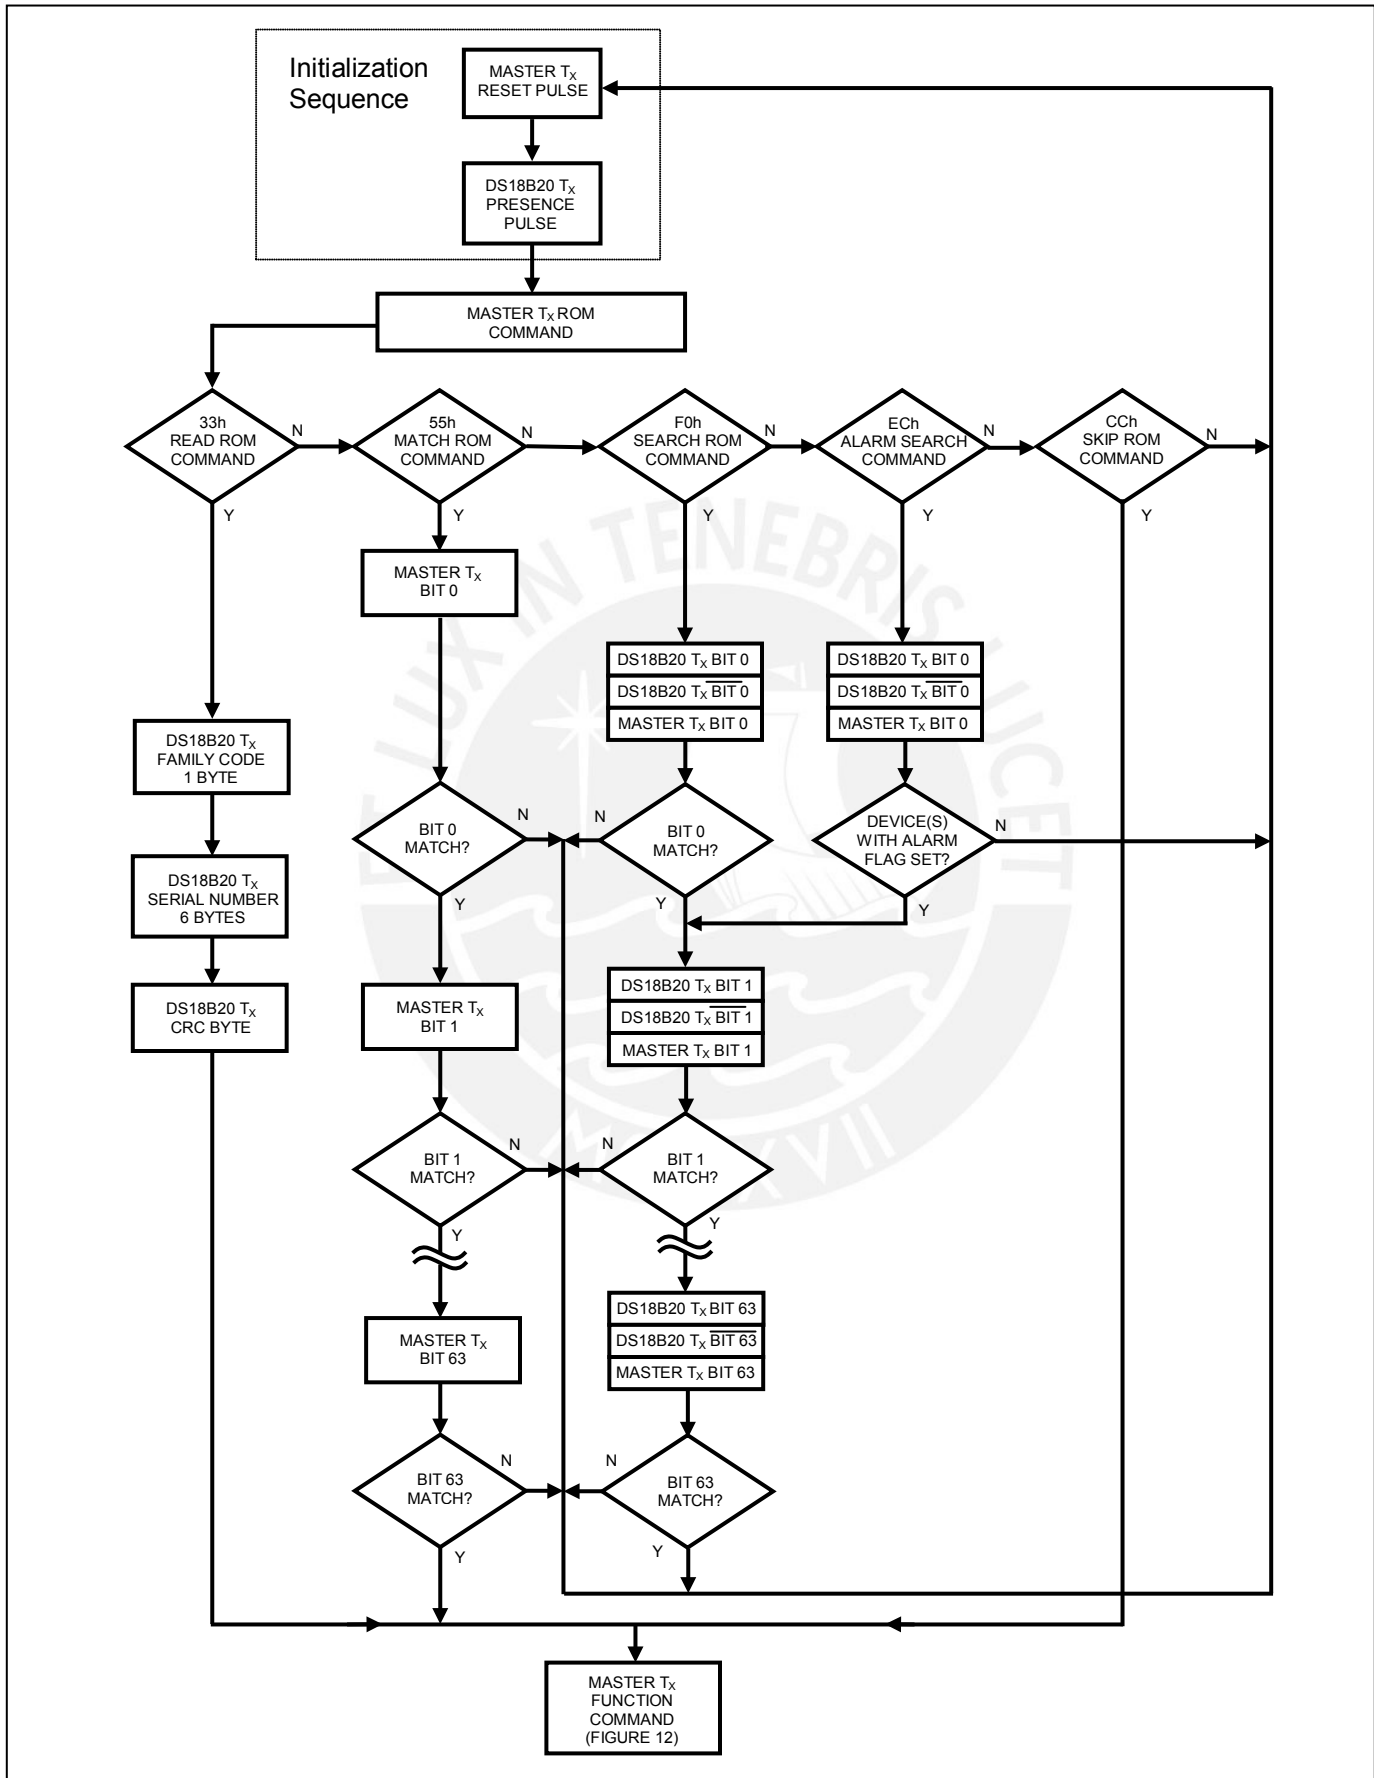 Initialization
Sequence
MASTER TX
RESET PULSE
DS18B20 TX
PRESENCE
PULSE
MASTER TX ROM
COMMAND
33h
READ ROM
COMMAND
N
Y
55h
MATCH ROM
COMMAND
N
Y
F0h
SEARCH ROM
COMMAND
N
Y
ECh
ALARM SEARCH
COMMAND
N
Y
CCh
SKIP ROM
COMMAND
N
Y
MASTER TX
BIT 0
DS18B20 TX BIT 0
DS18B20 TX BIT 0
MASTER TX BIT 0
DS18B20 TX BIT 0
DS18B20 TX BIT 0
MASTER TX BIT 0
DS18B20 TX
FAMILY CODE
1 BYTE
DS18B20 TX
SERIAL NUMBER
6 BYTES
DS18B20 TX
CRC BYTE
BIT 0
MATCH?
N
Y
BIT 0
MATCH?
N
Y
DEVICE(S)
WITH ALARM
FLAG SET?
N
Y
MASTER TX
BIT 1
DS18B20 TX BIT 1
DS18B20 TX BIT 1
MASTER TX BIT 1
BIT 1
MATCH?
N
Y
BIT 1
MATCH?
N
Y
MASTER TX
BIT 63
DS18B20 TX BIT 63
DS18B20 TX BIT 63
MASTER TX BIT 63
BIT 63
MATCH?
N
Y
BIT 63
MATCH?
N
Y
MASTER TX
FUNCTION
COMMAND
(FIGURE 12)
ET LUX IN TENEBRIS LUCET
MCMXVII